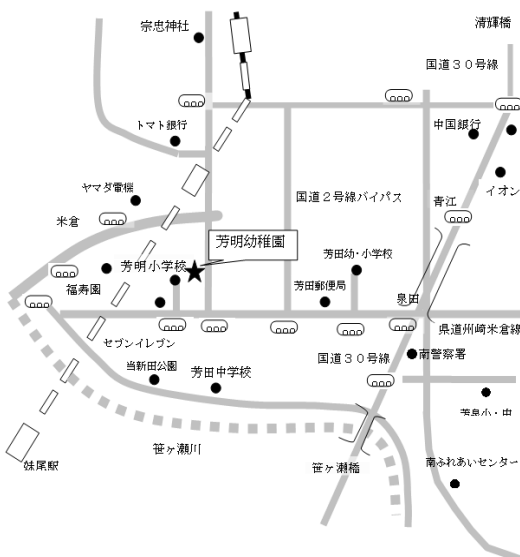 宗忠神社
清輝橋
国道３０号線
トマト銀行
中国銀行
ヤマダ電機
イオン
国道２号線バイパス
青江
米倉
芳明幼稚園
芳田幼・小学校
芳明小学校
福寿園
芳田郵便局
泉田
県道州崎米倉線
セブンイレブン
国道３０号線
南警察署
当新田公園
芳田中学校
笹ヶ瀬川
笹ヶ瀬橋
南ふれあいセンター
妹尾駅